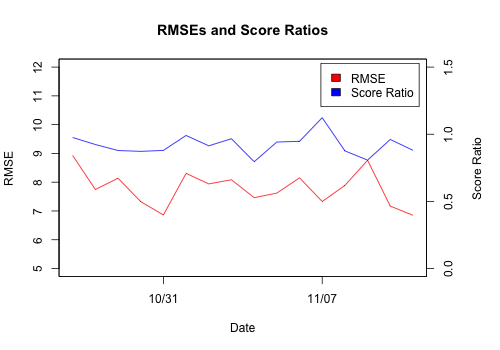 RMSEs and Score Ratios
RMSE
Score Ratio
12
11
10
9
8
7
6
5
RMSE
1.5
1.0
0.5
0.0
Score Ratio
10/31
11/07
Date